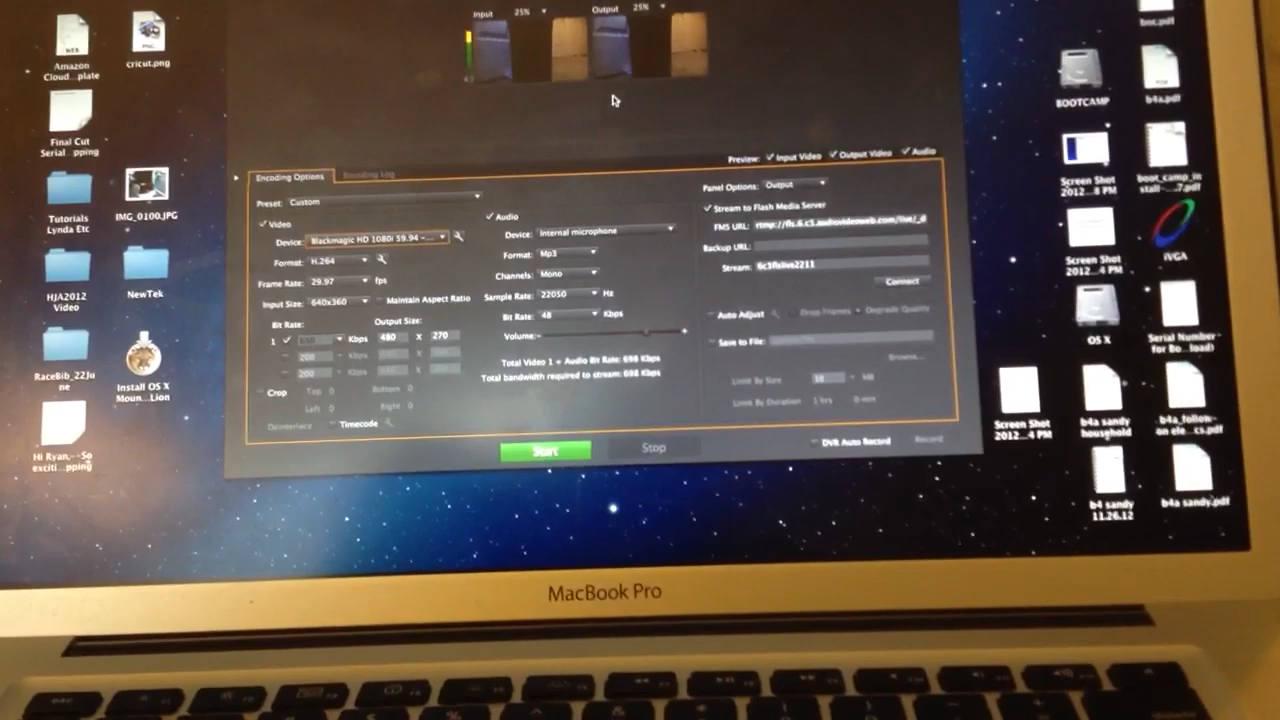 Input 25% Output 25%
Amazon
Cloud...plate
cricut.png
Final Cut
Serial ...pping
Tutorials
Lynda Etc
IMG_0100.JPG
HJA2012
Video
NewTek
RaceBib_22Ju
ne
Install OS X
Moun...Lion
Hi Ryan,--So
exciti...pping
Preview: Input Video Output Video Audio
Encoding Options Encoding Log
Preset: Custom
Video
Device: Blackmagic HD 1080i 59.94 -...
Format: H.264
Frame Rate: 29.97 fps
Input Size: 640x360 Maintain Aspect Ratio
Bit Rate: Output Size:
1 Kbps 480 X 270
200 Kbps X
200 Kbps X
Crop Top 0 Bottom 0
Left 0 Right 0
Deinterlace Timecode
Audio
Device: Internal microphone
Format: Mp3
Channels: Mono
Sample Rate: 22050 Hz
Bit Rate: 48 Kbps
Volume:
Total Video 1 + Audio Bit Rate: 698 Kbps
Total bandwidth required to stream: 698 Kbps
Panel Options: Output
Stream to Flash Media Server
FMS URL: rtmp://fls.6.c3.audiovideoweb.com/live/_d
Backup URL:
Stream: 6c3flslive2211
Connect
Auto Adjust Drop Frames Degrade Quality
Save to File:
Browse...
Limit By Size 10 MB
Limit By Duration 1 hrs 0 min
DVR Auto Record Record
Start Stop
BOOTCAMP
b4a.pdf
Screen Shot
2012...8 PM
boot_camp_in
stall-...7.pdf
Screen Shot
2012...4 PM
iVGA
OS X
Serial Number
for Bo...load)
Screen Shot
2012...4 PM
b4a sandy
household
b4a_follow-
on ele...cs.pdf
b4 sandy
11.26.12
b4a sandy.pdf
MacBook Pro
esc